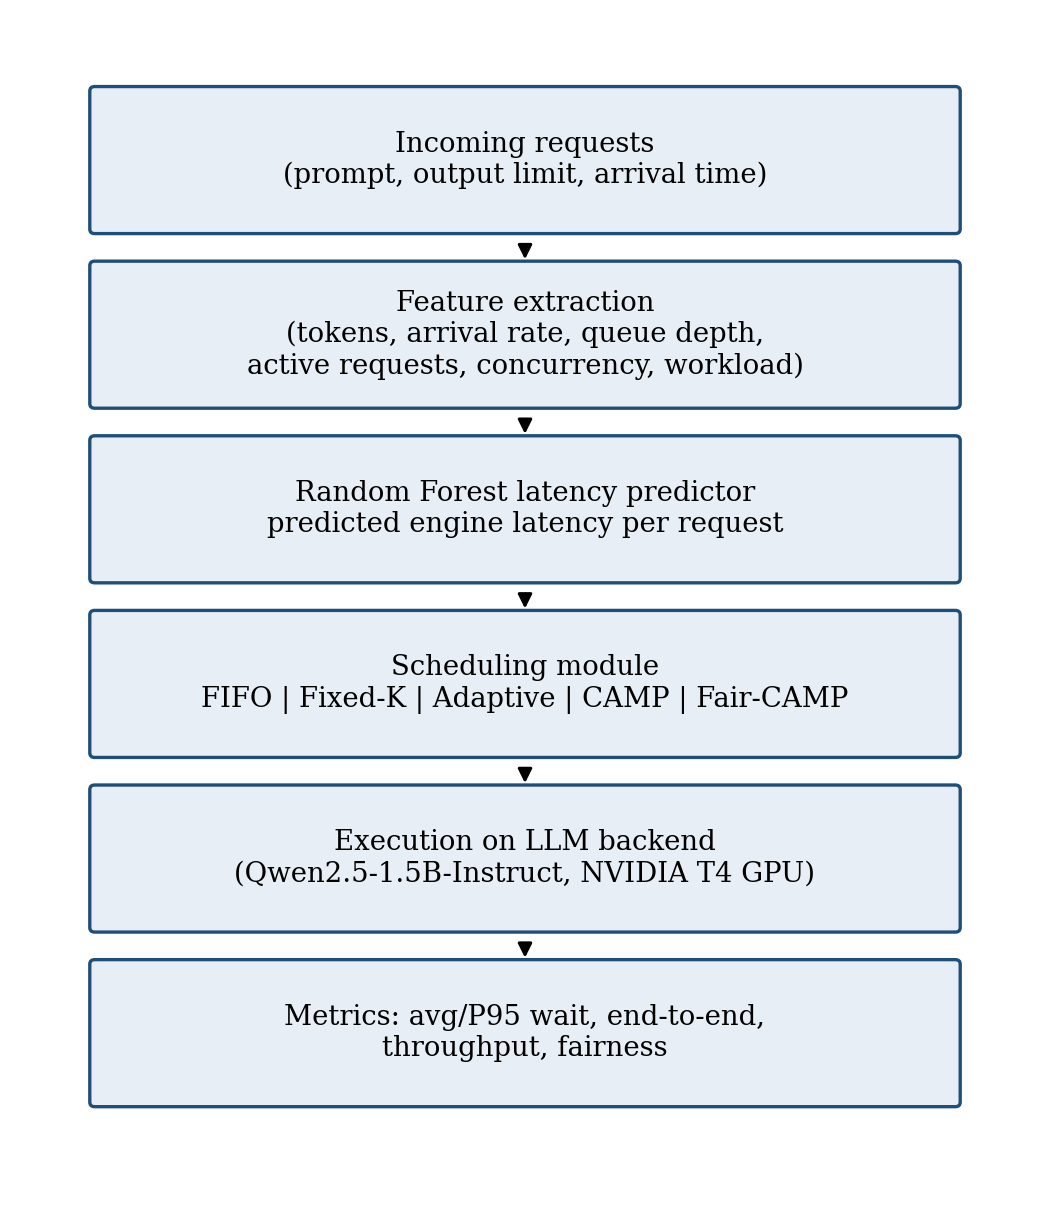 Incoming requests
(prompt, output limit, arrival time)
Feature extraction
(tokens, arrival rate, queue depth,
active requests, concurrency, workload)
Random Forest latency predictor
predicted engine latency per request
Scheduling module
FIFO | Fixed-K | Adaptive | CAMP | Fair-CAMP
Execution on LLM backend
(Qwen2.5-1.5B-Instruct, NVIDIA T4 GPU)
Metrics: avg/P95 wait, end-to-end,
throughput, fairness